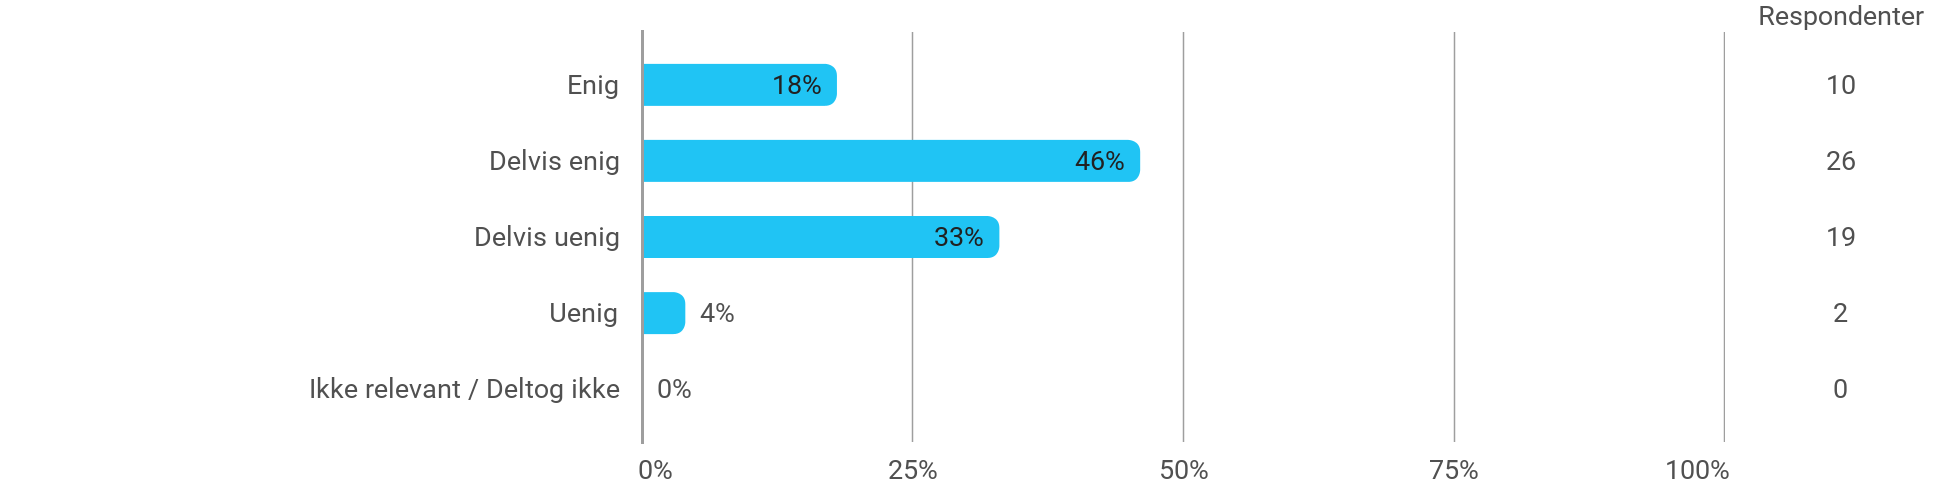 Respondenter
Enig 18% 10
Delvis enig 46% 26
Delvis uenig 33% 19
Uenig 4% 2
Ikke relevant / Deltog ikke 0% 0
0% 25% 50% 75% 100%